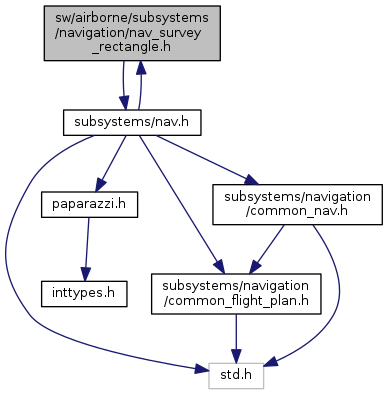 sw/airborne/subsystems
/navigation/nav_survey
_rectangle.h
subsystems/nav.h
paparazzi.h
subsystems/navigation
/common_nav.h
inttypes.h
subsystems/navigation
/common_flight_plan.h
std.h